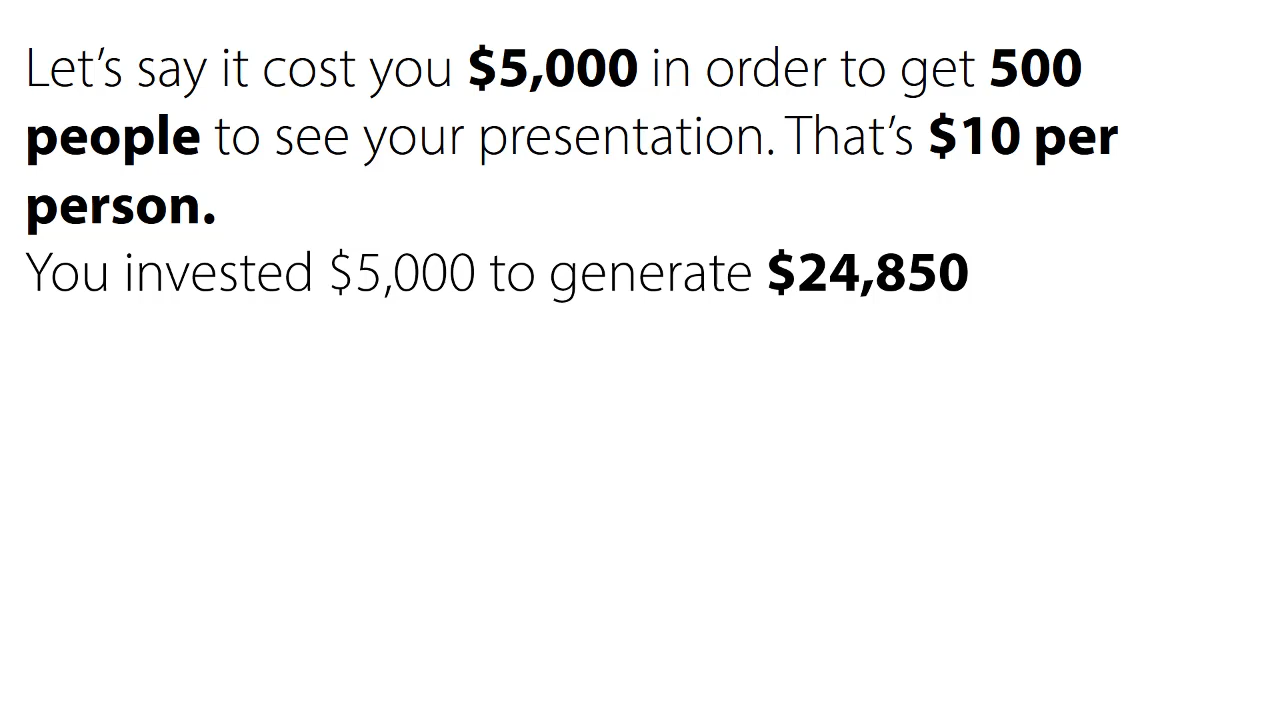 Let’s say it cost you $5,000 in order to get 500
people to see your presentation. That’s $10 per
person.
You invested $5,000 to generate $24,850